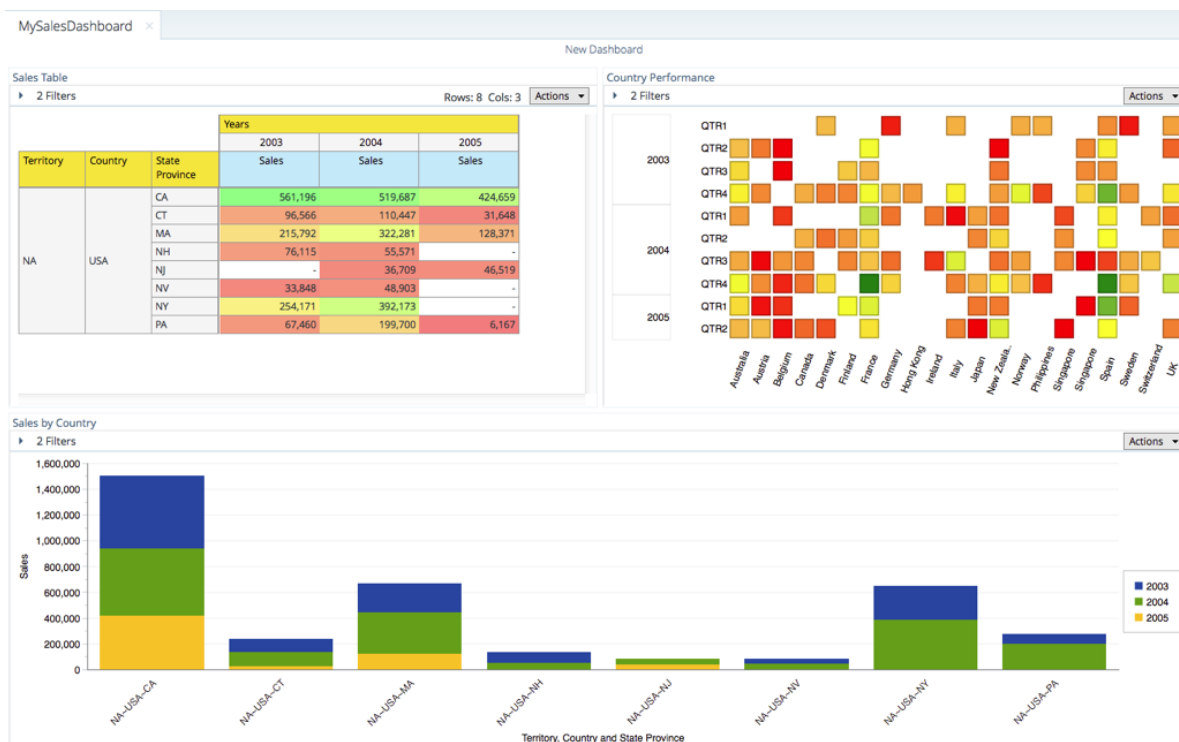 MySalesDashboard ×
New Dashboard
Sales Table
2 Filters Rows: 8 Cols: 3 Actions
Years
2003 2004 2005
Territory Country State Province Sales Sales Sales
NA USA CA 561,196 519,687 424,659
CT 96,566 110,447 31,648
MA 215,792 322,281 128,371
NH 76,115 55,571 -
NJ - 36,709 46,519
NV 33,848 48,903 -
NY 254,171 392,173 -
PA 67,460 199,700 6,167
Country Performance
2 Filters Actions
2003 QTR1
QTR2
QTR3
QTR4
2004 QTR1
QTR2
QTR3
QTR4
2005 QTR1
QTR2
Australia Austria Belgium Canada Denmark Finland France Germany Hong Kong Ireland Italy Japan New Zeala.. Norway Philippines Singapore Singapore Spain Sweden Switzerland UK
Sales by Country
2 Filters Actions
1,600,000
1,400,000
1,200,000
1,000,000
800,000
600,000
400,000
200,000
0
Sales
2003
2004
2005
NA-USA-CA NA-USA-CT NA-USA-MA NA-USA-NH NA-USA-NJ NA-USA-NV NA-USA-NY NA-USA-PA
Territory, Country and State Province